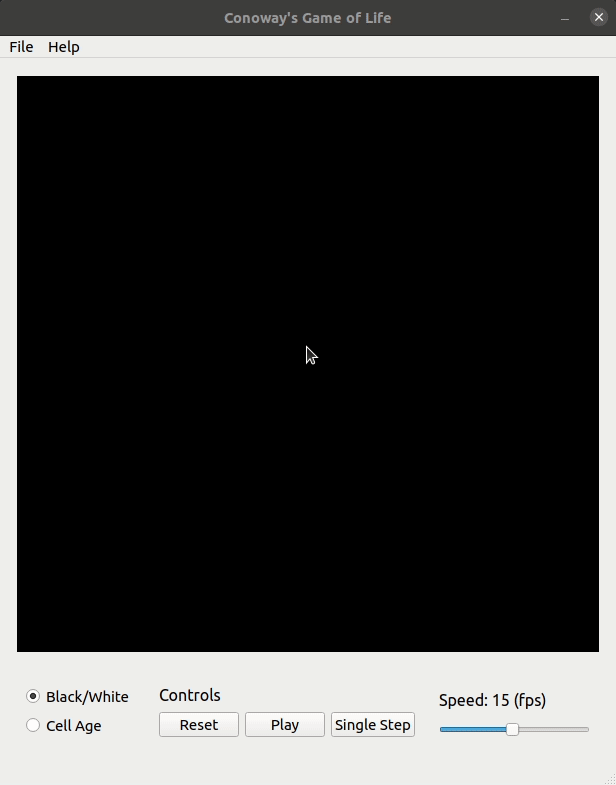 Conoway's Game of Life
File Help
Black/White
Cell Age
Controls
Reset Play Single Step
Speed: 15 (fps)